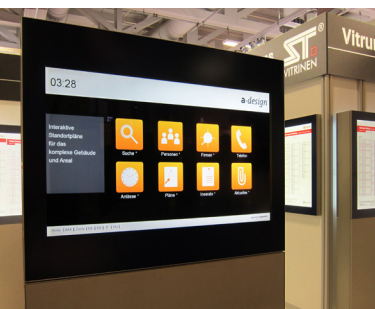 03:28
a·design
Interaktive
Standortpläne
für das
komplexe Gebäude
und Areal
Suche
Personen
Firmen
Telefon
Anlässe
Pläne
Inserate
Aktuelles
ST
VITRINEN
Vitru